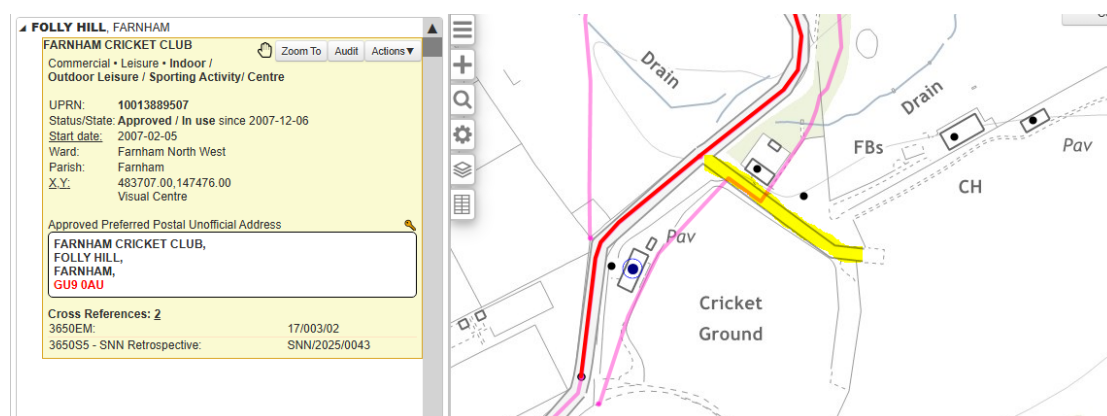 FOLLY HILL, FARNHAM
FARNHAM CRICKET CLUB
Zoom To
Audit
Actions▼
Commercial • Leisure • Indoor /
Outdoor Leisure / Sporting Activity/ Centre
UPRN: 10013889507
Status/State: Approved / In use since 2007-12-06
Start date: 2007-02-05
Ward: Farnham North West
Parish: Farnham
X,Y: 483707.00,147476.00
Visual Centre
Approved Preferred Postal Unofficial Address
FARNHAM CRICKET CLUB,
FOLLY HILL,
FARNHAM,
GU9 0AU
Cross References: 2
3650EM: 17/003/02
3650S5 - SNN Retrospective: SNN/2025/0043
Drain
Drain
FBs
Pav
CH
Pav
Cricket
Ground